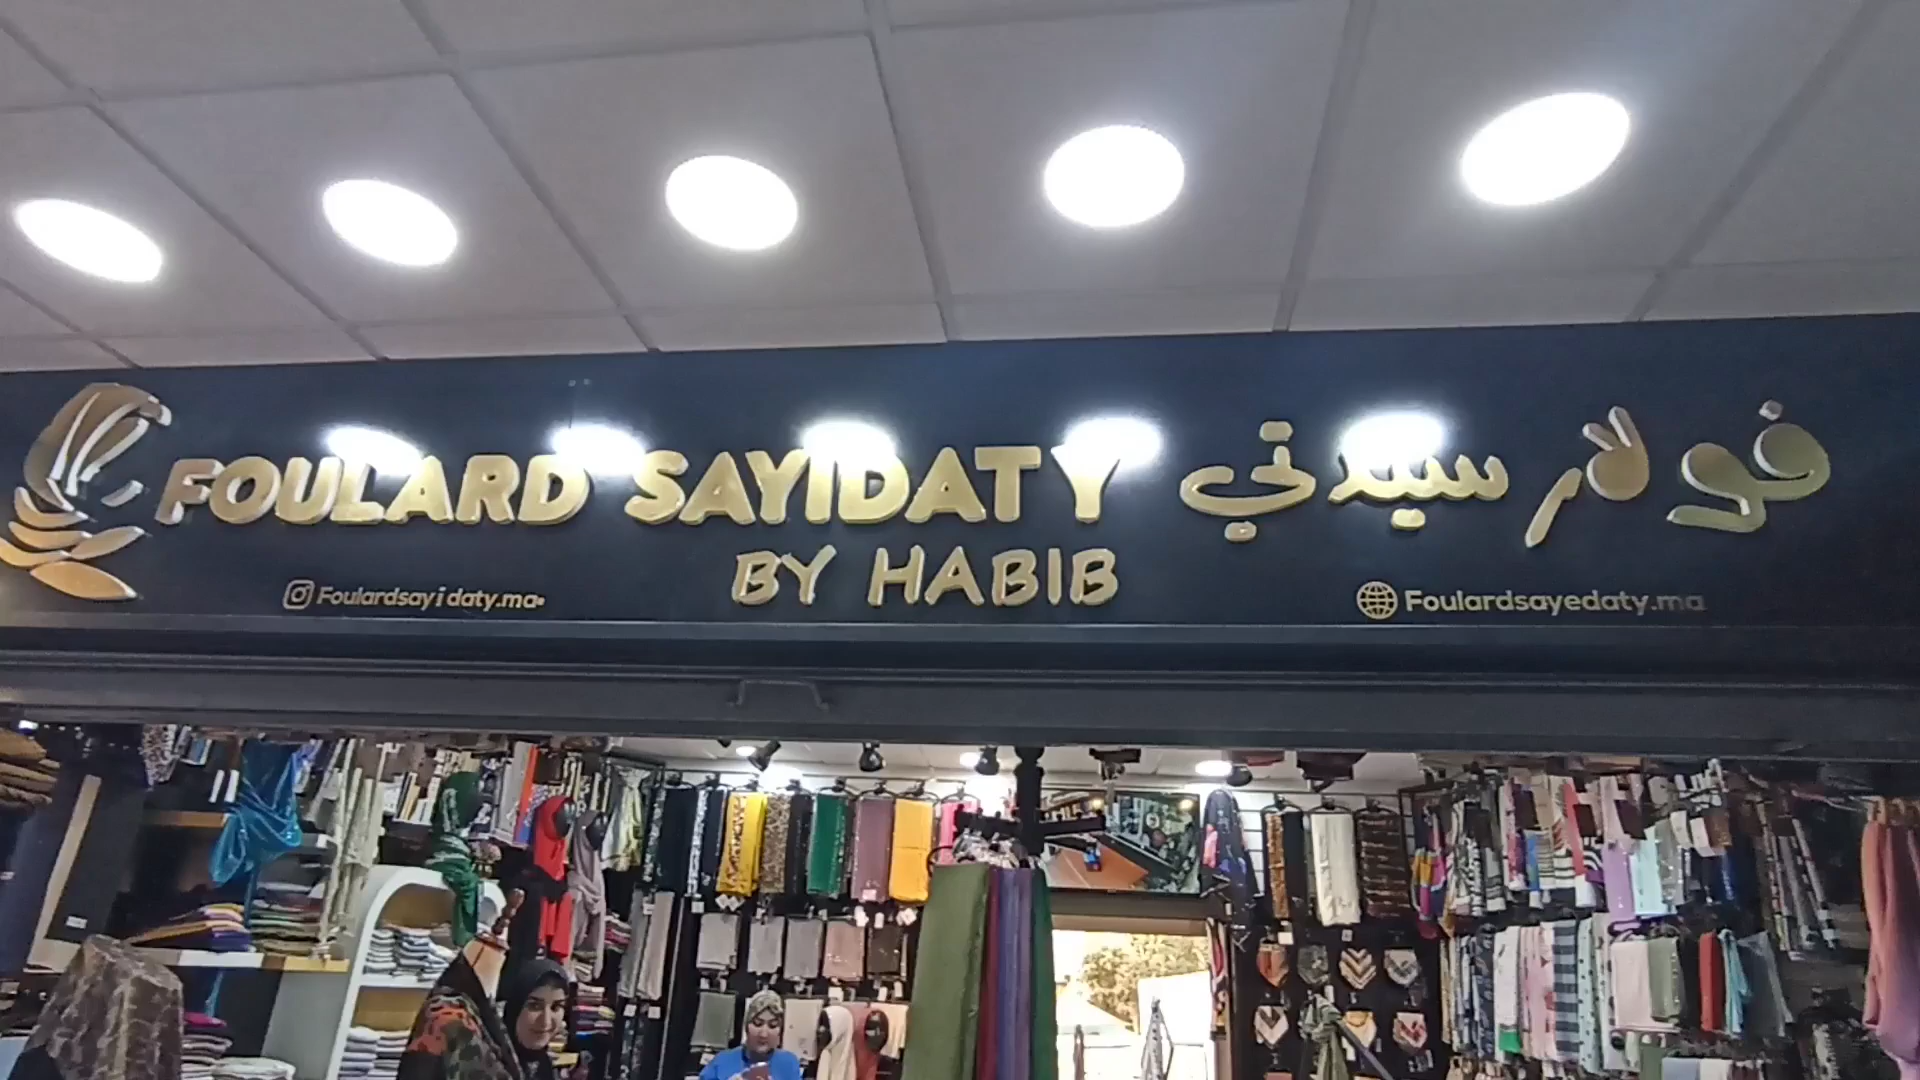 FOULARD SAYIDATY فولار سيدتي
BY HABIB
Foulardsayidaty.ma
Foulardsayedaty.ma